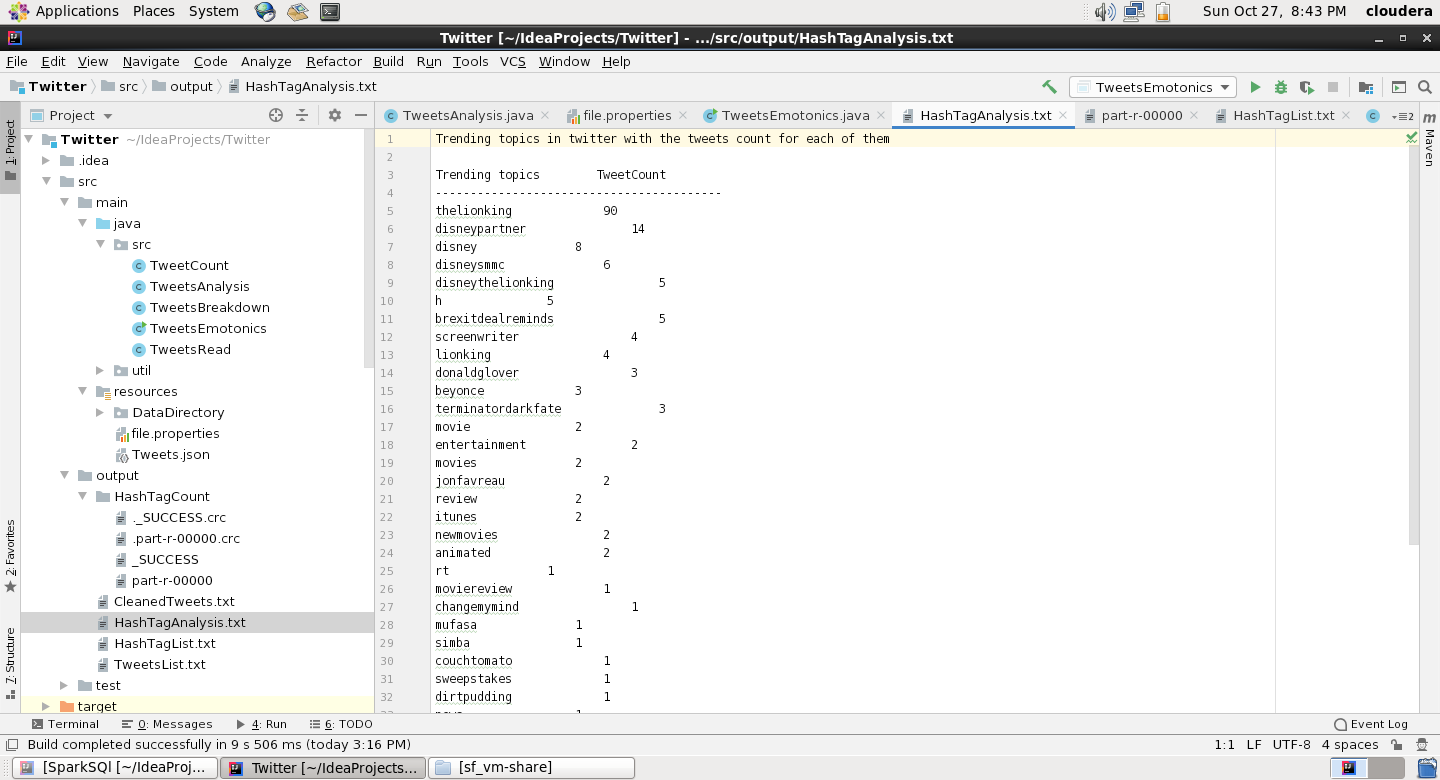 Applications Places System Sun Oct 27, 8:43 PM cloudera
Twitter [~/IdeaProjects/Twitter] - .../src/output/HashTagAnalysis.txt
File Edit View Navigate Code Analyze Refactor Build Run Tools VCS Window Help
Twitter src output HashTagAnalysis.txt TweetsEmotonics
Project
TweetsAnalysis.java file.properties TweetsEmotonics.java HashTagAnalysis.txt part-r-00000 HashTagList.txt 2
1: Project
2: Favorites
7: Structure
Twitter ~/IdeaProjects/Twitter
.idea
src
main
java
src
TweetCount
TweetsAnalysis
TweetsBreakdown
TweetsEmotonics
TweetsRead
util
resources
DataDirectory
file.properties
Tweets.json
output
HashTagCount
._SUCCESS.crc
.part-r-00000.crc
_SUCCESS
part-r-00000
CleanedTweets.txt
HashTagAnalysis.txt
HashTagList.txt
TweetsList.txt
test
target
1 Trending topics in twitter with the tweets count for each of them
2
3 Trending topics TweetCount
4 -----------------------------------------
5 thelionking 90
6 disneypartner 14
7 disney 8
8 disneysmmc 6
9 disneythelionking 5
10 h 5
11 brexitdealreminds 5
12 screenwriter 4
13 lionking 4
14 donaldglover 3
15 beyonce 3
16 terminatordarkfate 3
17 movie 2
18 entertainment 2
19 movies 2
20 jonfavreau 2
21 review 2
22 itunes 2
23 newmovies 2
24 animated 2
25 rt 1
26 moviereview 1
27 changemymind 1
28 mufasa 1
29 simba 1
30 couchtomato 1
31 sweepstakes 1
32 dirtpudding 1
m Maven
Terminal 0: Messages 4: Run 6: TODO Event Log
Build completed successfully in 9 s 506 ms (today 3:16 PM) 1:1 LF UTF-8 4 spaces
[SparkSQl [~/IdeaProj... Twitter [~/IdeaProjects... [sf_vm-share]